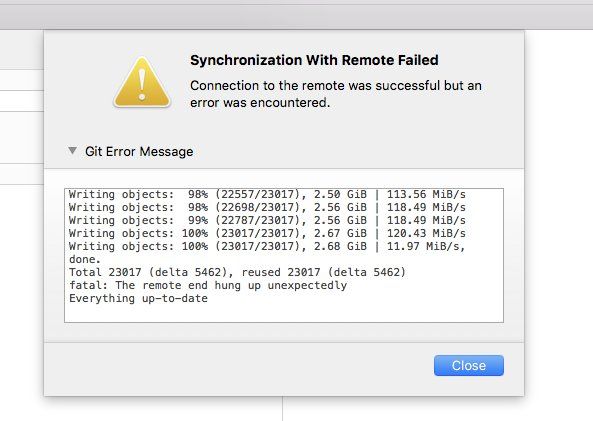 Synchronization With Remote Failed
Connection to the remote was successful but an
error was encountered.
Git Error Message
Writing objects:  98% (22557/23017), 2.50 GiB | 113.56 MiB/s
Writing objects:  98% (22698/23017), 2.56 GiB | 118.49 MiB/s
Writing objects:  99% (22787/23017), 2.56 GiB | 118.49 MiB/s
Writing objects: 100% (23017/23017), 2.67 GiB | 120.43 MiB/s
Writing objects: 100% (23017/23017), 2.68 GiB | 11.97 MiB/s,
done.
Total 23017 (delta 5462), reused 23017 (delta 5462)
fatal: The remote end hung up unexpectedly
Everything up-to-date
Close